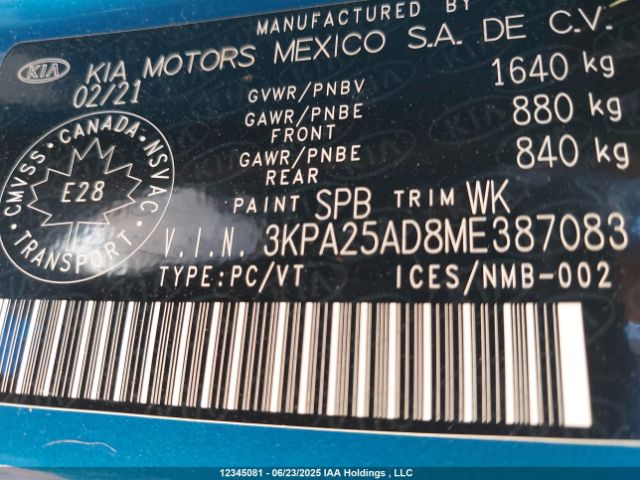 MANUFACTURED BY
KIA KIA MOTORS MEXICO S.A. DE C.V.
02/21
GVWR/PNBV 1640 kg
GAWR/PNBE FRONT 880 kg
GAWR/PNBE REAR 840 kg
CMVSS · CANADA · NSVAC
E28
TRANSPORT
PAINT SPB TRIM WK
V.I.N. 3KPA25AD8ME387083
TYPE:PC/VT ICES/NMB-002
12345081 - 06/23/2025 IAA Holdings , LLC